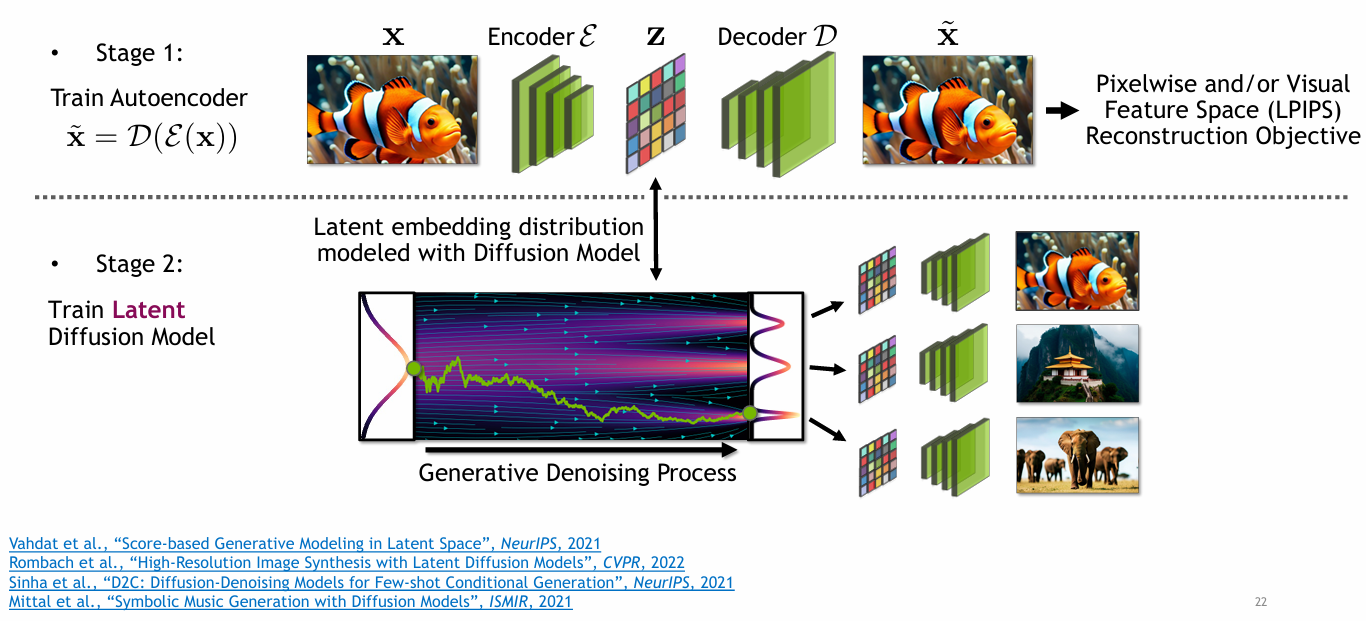 • Stage 1:
Train Autoencoder
x̃ = 𝒟(ℰ(x))
x
Encoder ℰ
z
Decoder 𝒟
x̃
Pixelwise and/or Visual
Feature Space (LPIPS)
Reconstruction Objective
Latent embedding distribution
modeled with Diffusion Model
• Stage 2:
Train Latent
Diffusion Model
Generative Denoising Process
Vahdat et al., “Score-based Generative Modeling in Latent Space”, NeurIPS, 2021
Rombach et al., “High-Resolution Image Synthesis with Latent Diffusion Models”, CVPR, 2022
Sinha et al., “D2C: Diffusion-Denoising Models for Few-shot Conditional Generation”, NeurIPS, 2021
Mittal et al., “Symbolic Music Generation with Diffusion Models”, ISMIR, 2021
22